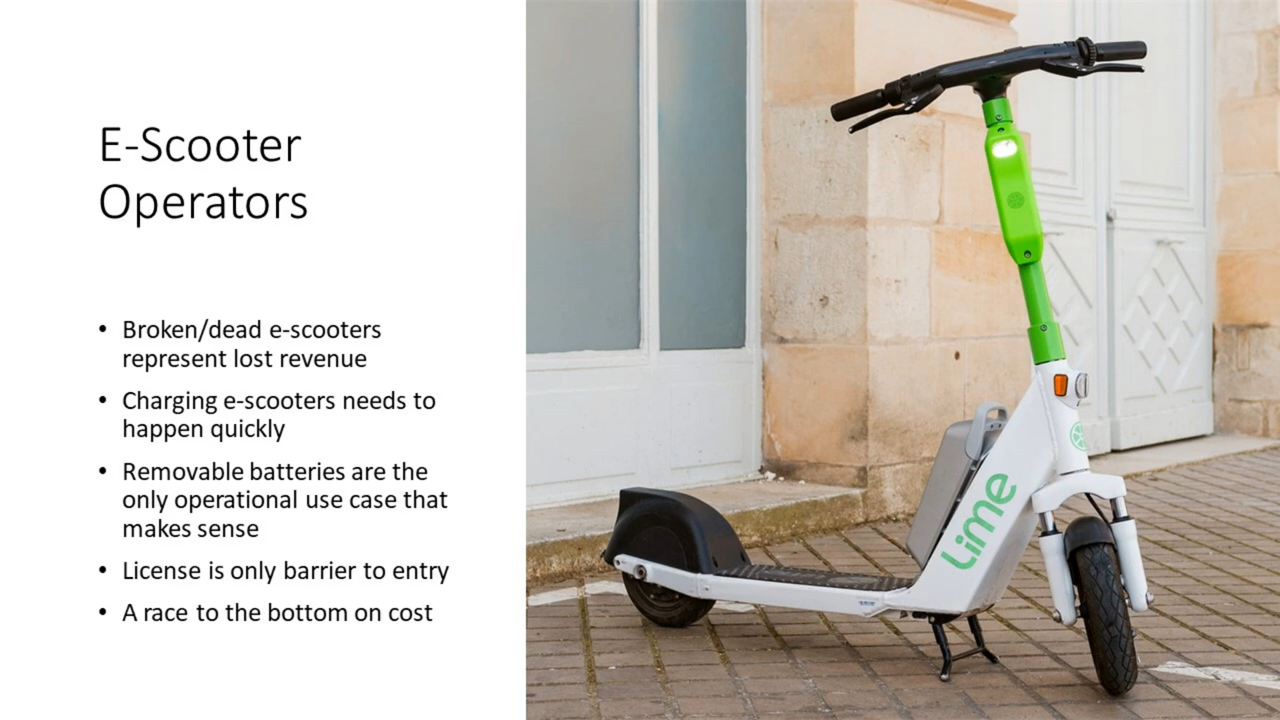 E-Scooter
Operators
• Broken/dead e-scooters
represent lost revenue
• Charging e-scooters needs to
happen quickly
• Removable batteries are the
only operational use case that
makes sense
• License is only barrier to entry
• A race to the bottom on cost
Lime